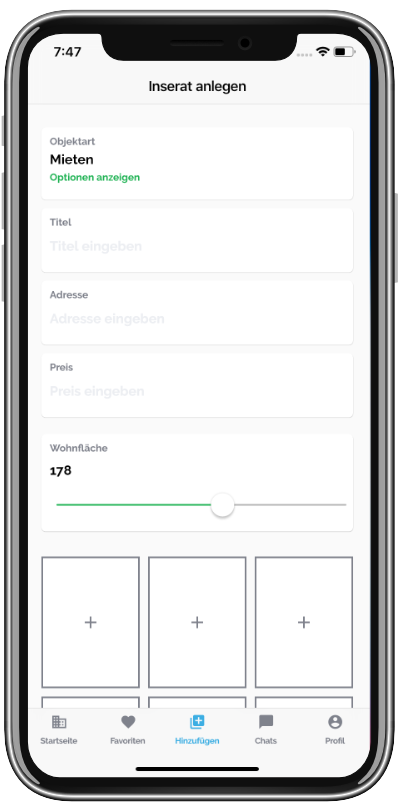 7:47
Inserat anlegen
Objektart
Mieten
Optionen anzeigen
Titel
Titel eingeben
Adresse
Adresse eingeben
Preis
Preis eingeben
Wohnfläche
178
+ + +
Startseite Favoriten Hinzufügen Chats Profil